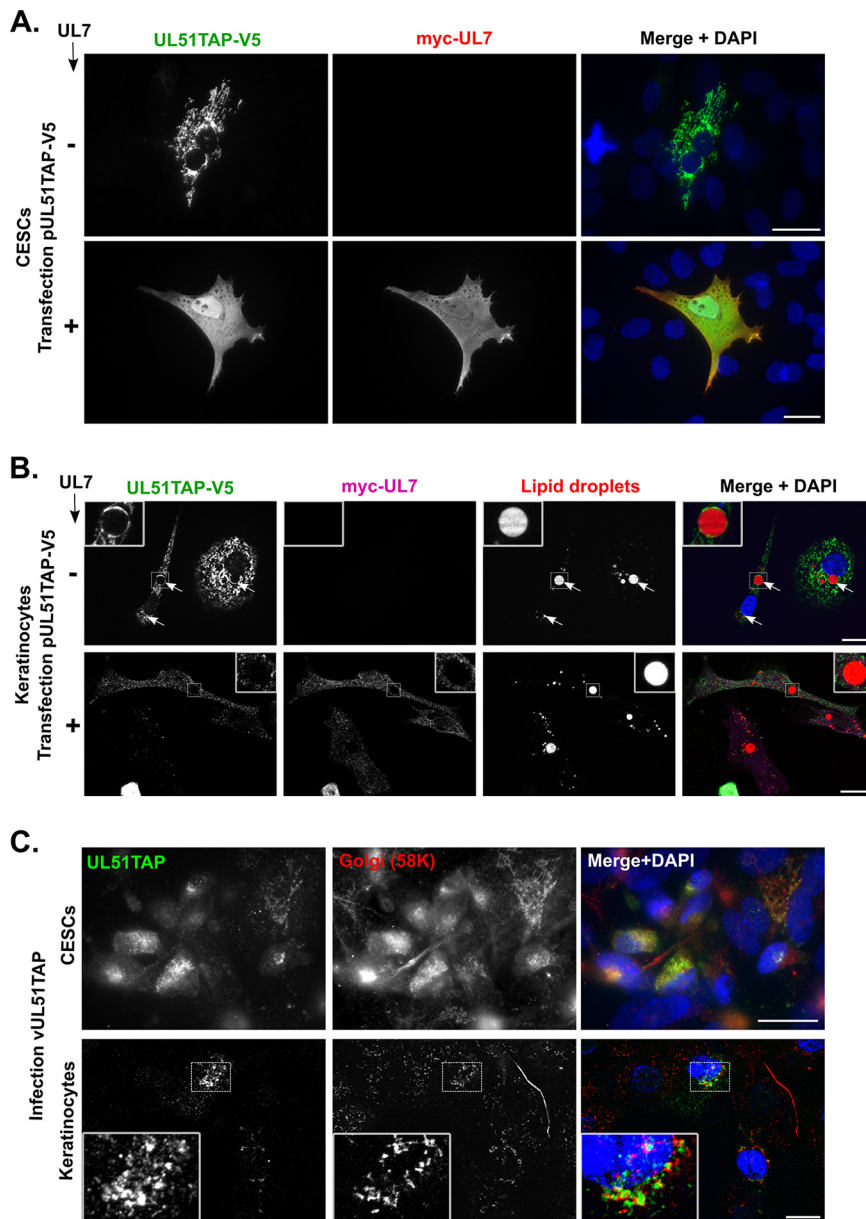 A.
UL7
UL51TAP-V5 myc-UL7 Merge + DAPI
CESCs
Transfection pUL51TAP-V5
-
+
B.
UL7
UL51TAP-V5 myc-UL7 Lipid droplets Merge + DAPI
Keratinocytes
Transfection pUL51TAP-V5
-
+
C.
UL51TAP Golgi (58K) Merge+DAPI
Infection vUL51TAP
CESCs
Keratinocytes